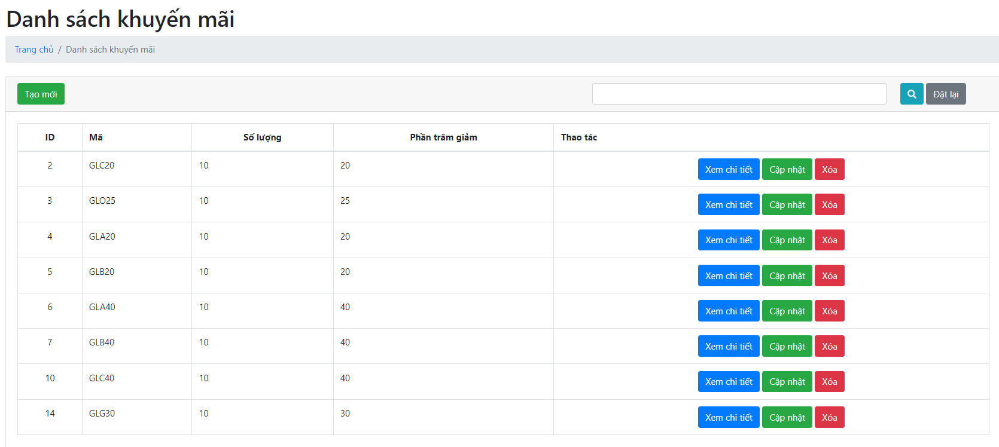 Danh sách khuyến mãi
Trang chủ / Danh sách khuyến mãi
Tạo mới Đặt lại
ID Mã Số lượng Phần trăm giảm Thao tác
2 GLC20 10 20 Xem chi tiết Cập nhật Xóa
3 GLO25 10 25 Xem chi tiết Cập nhật Xóa
4 GLA20 10 20 Xem chi tiết Cập nhật Xóa
5 GLB20 10 20 Xem chi tiết Cập nhật Xóa
6 GLA40 10 40 Xem chi tiết Cập nhật Xóa
7 GLB40 10 40 Xem chi tiết Cập nhật Xóa
10 GLC40 10 40 Xem chi tiết Cập nhật Xóa
14 GLG30 10 30 Xem chi tiết Cập nhật Xóa